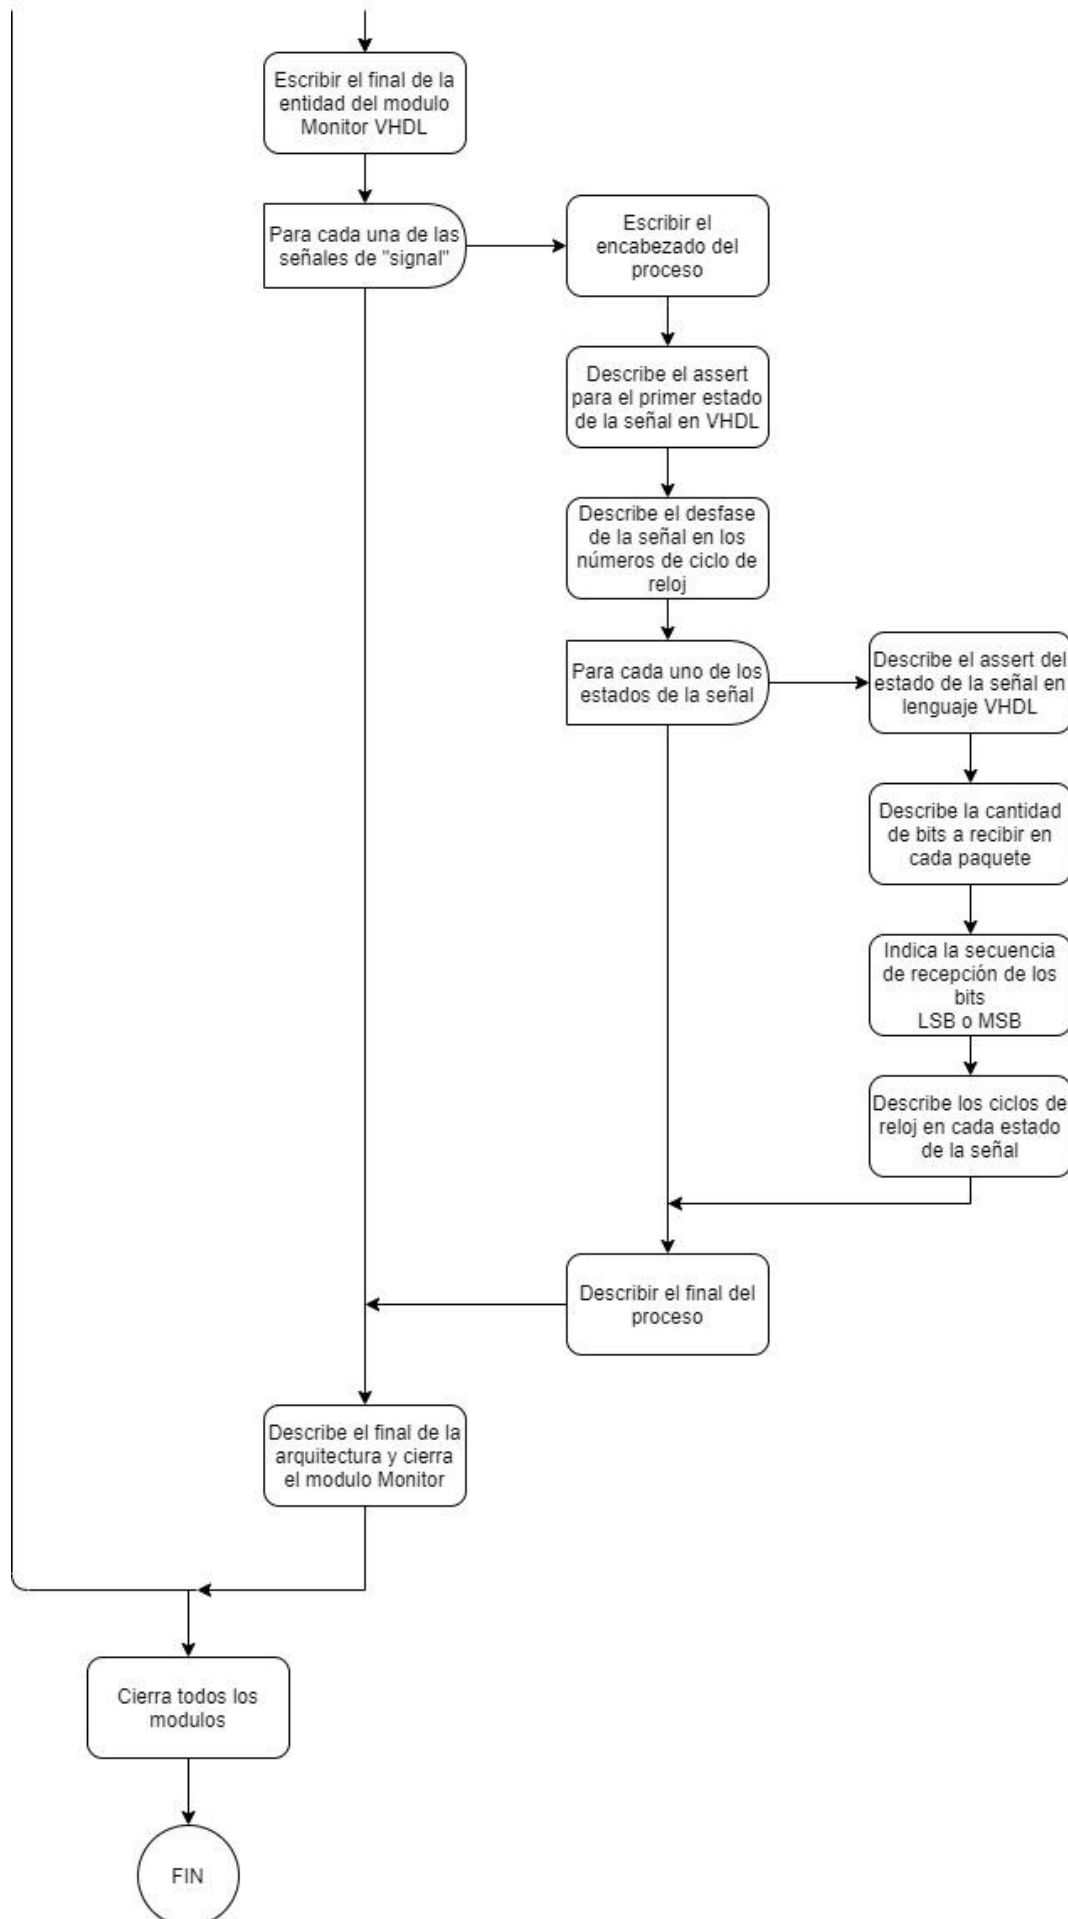 Escribir el final de la
entidad del modulo
Monitor VHDL
Para cada una de las
señales de "signal"
Escribir el
encabezado del
proceso
Describe el assert
para el primer estado
de la señal en VHDL
Describe el desfase
de la señal en los
números de ciclo de
reloj
Para cada uno de los
estados de la señal
Describe el assert del
estado de la señal en
lenguaje VHDL
Describe la cantidad
de bits a recibir en
cada paquete
Indica la secuencia
de recepción de los
bits
LSB o MSB
Describe los ciclos de
reloj en cada estado
de la señal
Describir el final del
proceso
Describe el final de la
arquitectura y cierra
el modulo Monitor
Cierra todos los
modulos
FIN